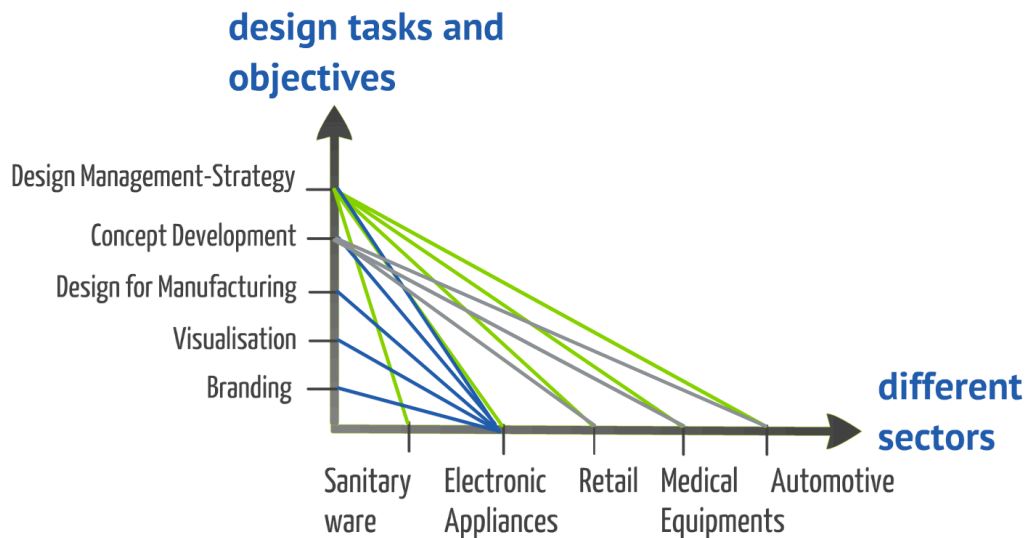 design tasks and
objectives
Design Management-Strategy
Concept Development
Design for Manufacturing
Visualisation
Branding
different
sectors
Sanitary
ware
Electronic
Appliances
Retail
Medical
Equipments
Automotive